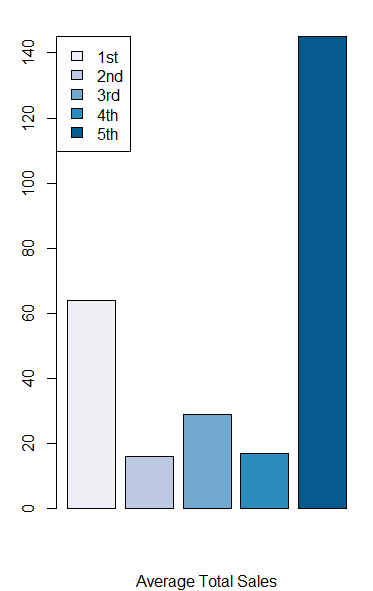 140
120
100
80
60
40
20
0
1st
2nd
3rd
4th
5th
Average Total Sales